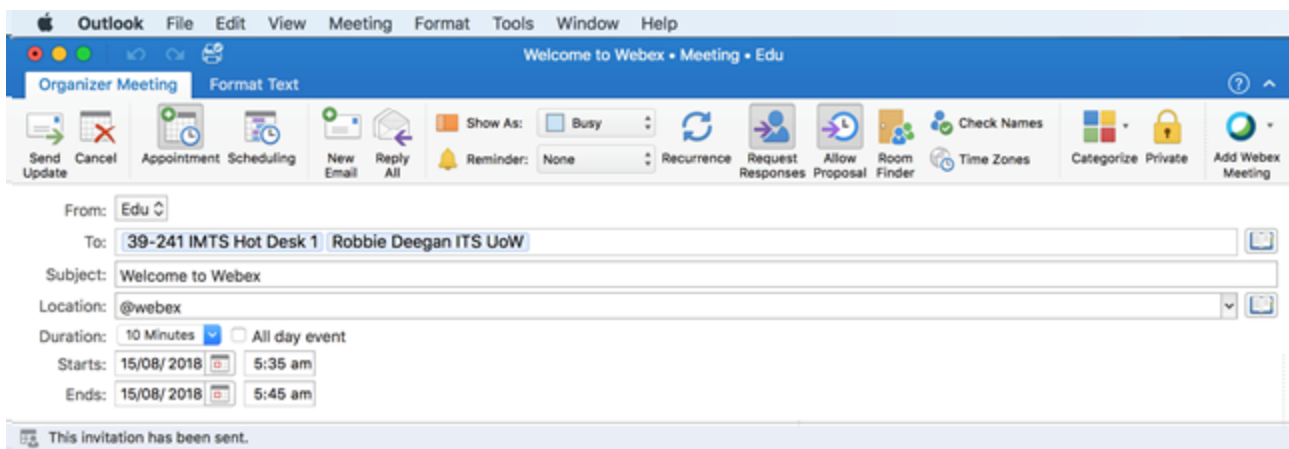 Outlook File Edit View Meeting Format Tools Window Help
Welcome to Webex • Meeting • Edu
Organizer Meeting Format Text
Show As: Busy Check Names
Reminder: None Time Zones
Send Update Cancel Appointment Scheduling New Email Reply All Recurrence Request Responses Allow Proposal Room Finder Categorize Private Add Webex Meeting
From: Edu
To: 39-241 IMTS Hot Desk 1 Robbie Deegan ITS UoW
Subject: Welcome to Webex
Location: @webex
Duration: 10 Minutes All day event
Starts: 15/08/2018 5:35 am
Ends: 15/08/2018 5:45 am
This invitation has been sent.